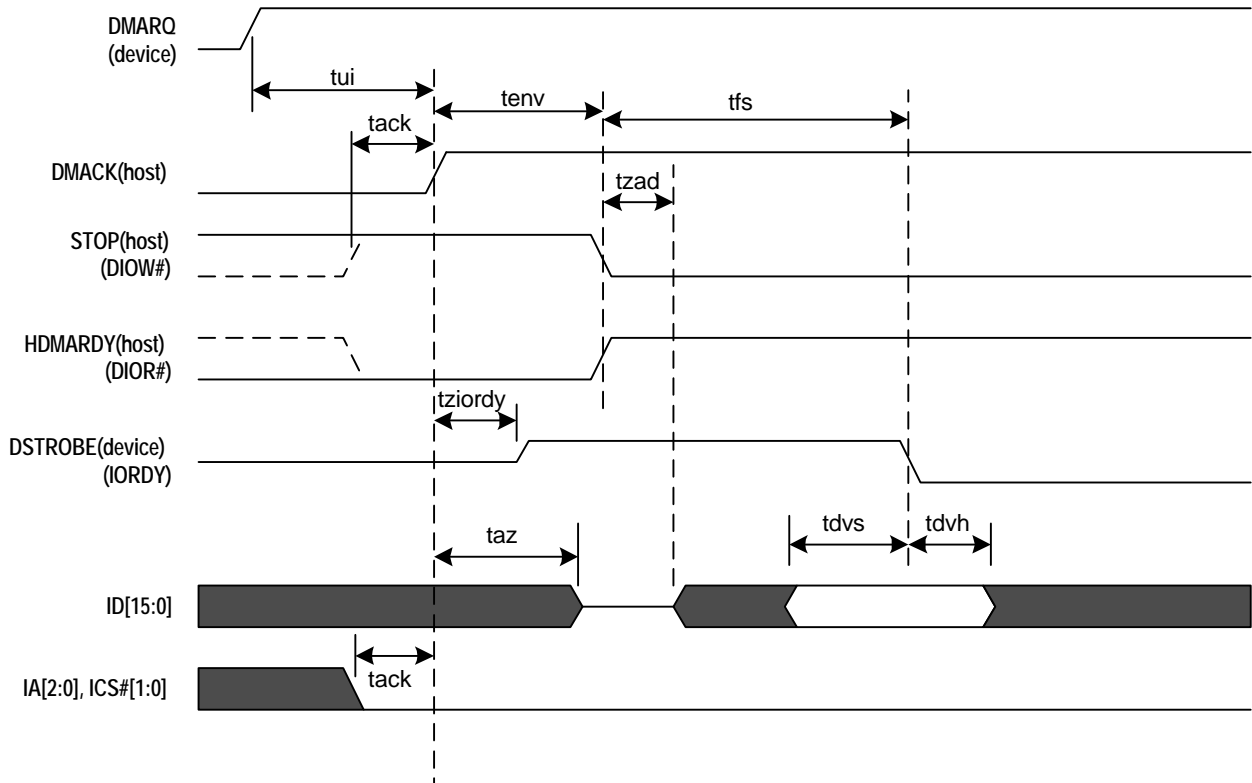 DMARQ
(device)
tui
tenv
tfs
tack
DMACK(host)
tzad
STOP(host)
(DIOW#)
HDMARDY(host)
(DIOR#)
tziordy
DSTROBE(device)
(IORDY)
tdvs
tdvh
taz
ID[15:0]
tack
IA[2:0], ICS#[1:0]